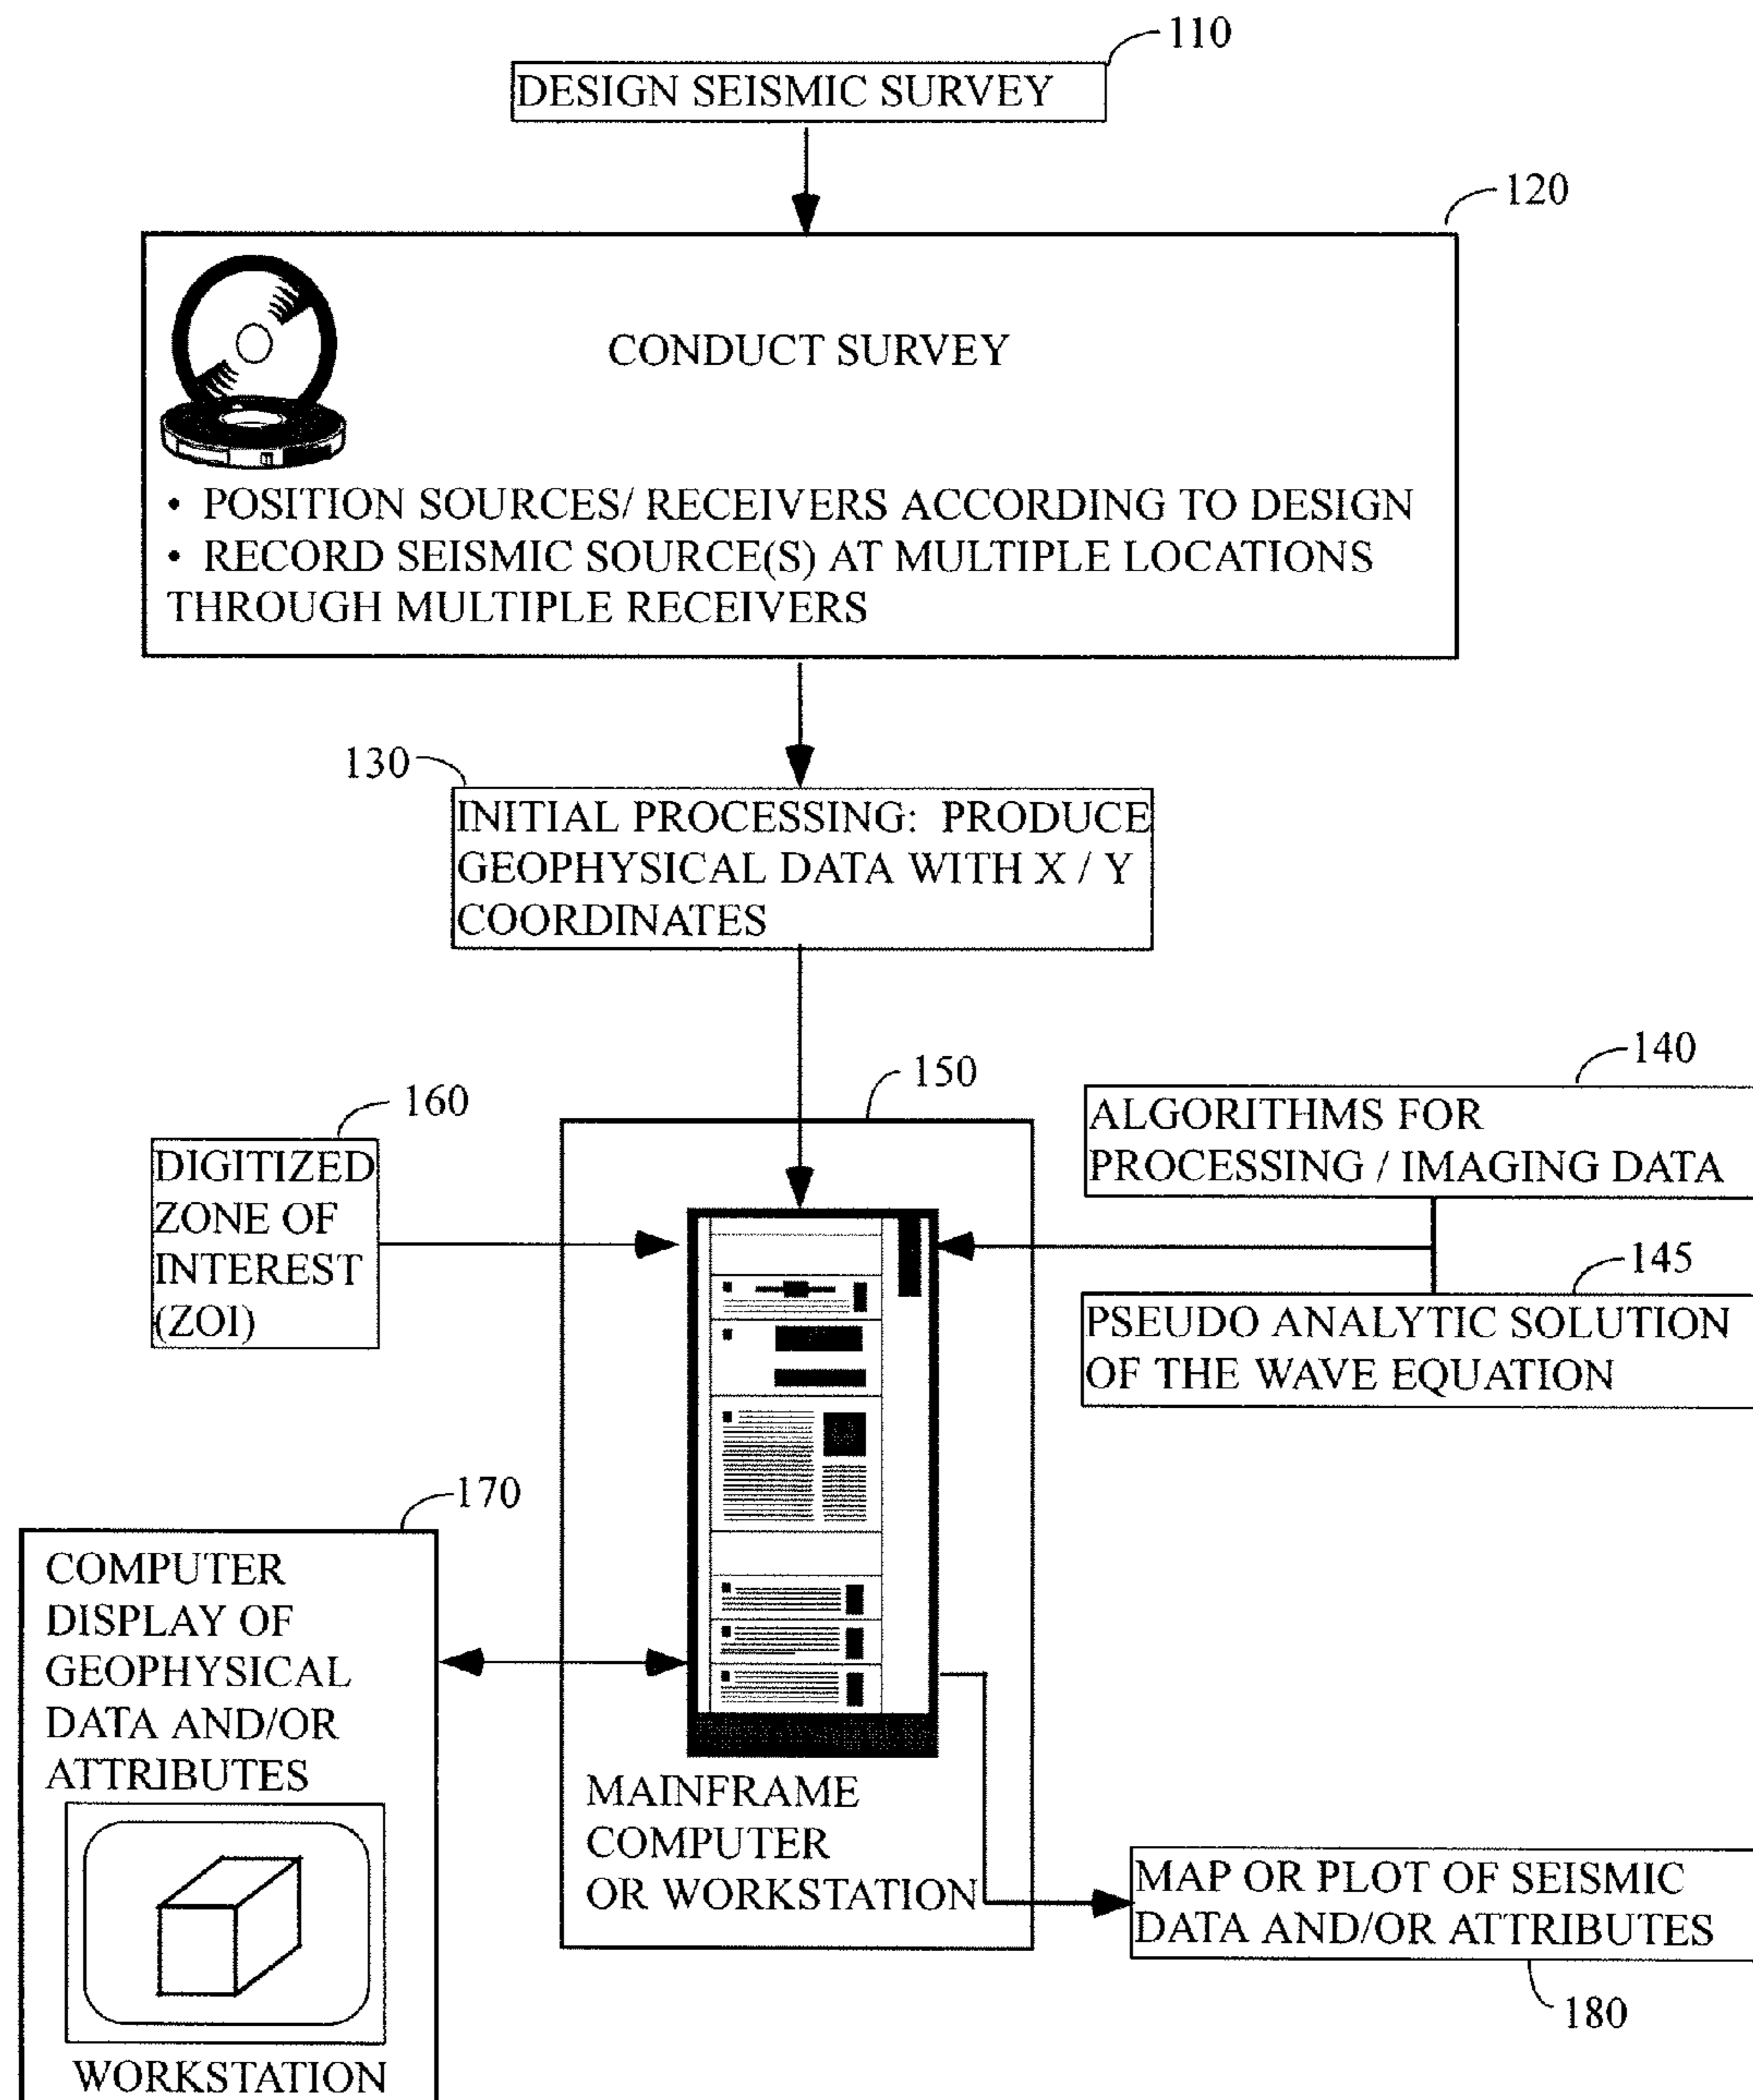 110
DESIGN SEISMIC SURVEY
120
CONDUCT SURVEY
• POSITION SOURCES/ RECEIVERS ACCORDING TO DESIGN
• RECORD SEISMIC SOURCE(S) AT MULTIPLE LOCATIONS
THROUGH MULTIPLE RECEIVERS
130
INITIAL PROCESSING: PRODUCE
GEOPHYSICAL DATA WITH X / Y
COORDINATES
140
ALGORITHMS FOR
PROCESSING / IMAGING DATA
150
160
DIGITIZED
ZONE OF
INTEREST
(ZOI)
145
PSEUDO ANALYTIC SOLUTION
OF THE WAVE EQUATION
170
COMPUTER
DISPLAY OF
GEOPHYSICAL
DATA AND/OR
ATTRIBUTES
WORKSTATION
MAINFRAME
COMPUTER
OR WORKSTATION
MAP OR PLOT OF SEISMIC
DATA AND/OR ATTRIBUTES
180